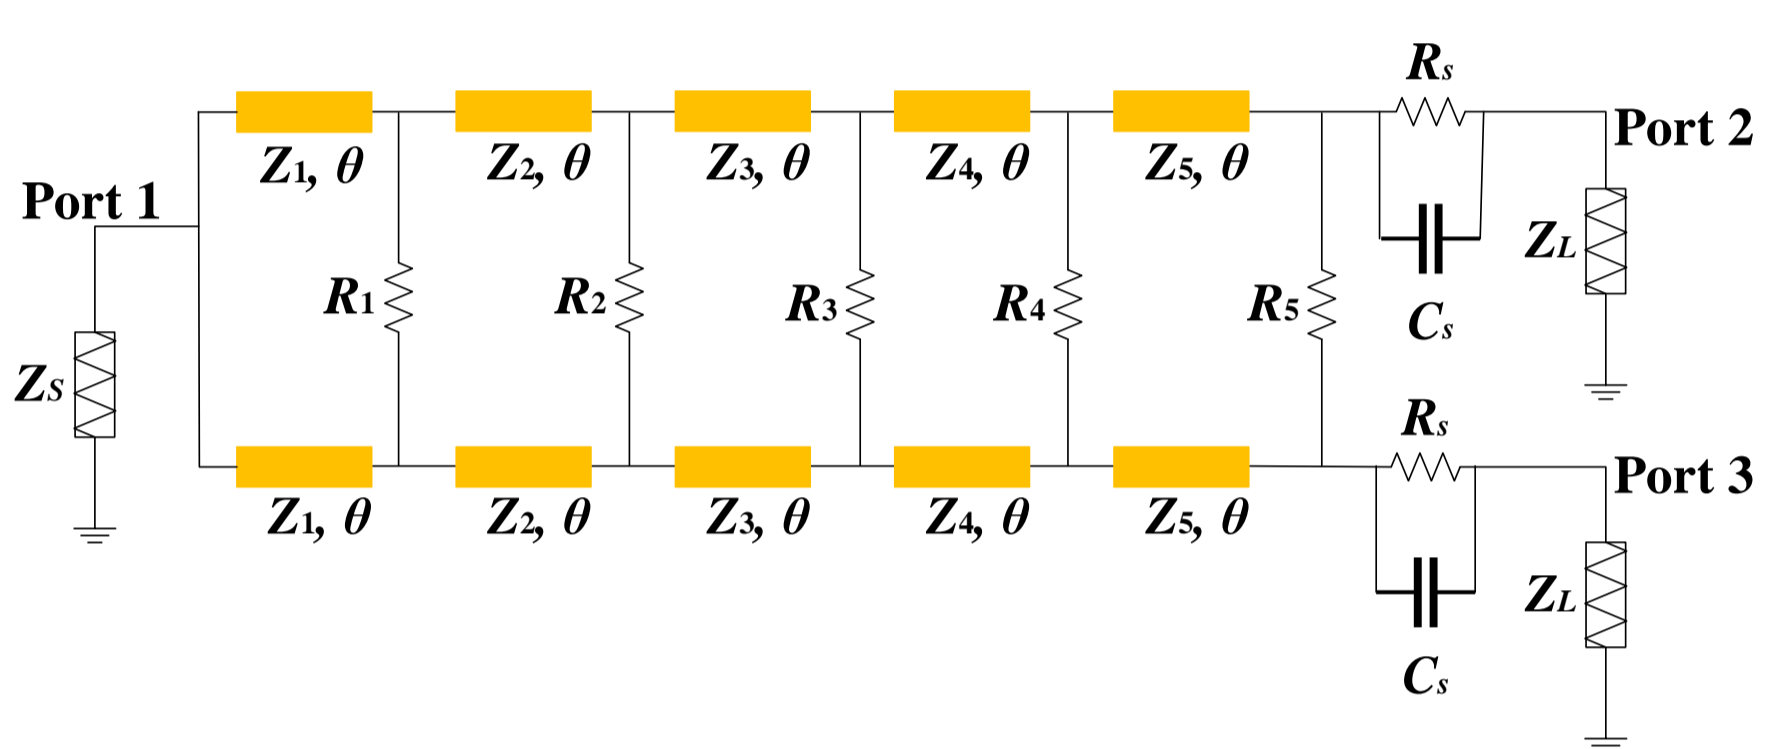 Rs
Port 2
Z1, θ
Z2, θ
Z3, θ
Z4, θ
Z5, θ
Port 1
ZL
R1
R2
R3
R4
R5
Cs
ZS
Rs
Port 3
Z1, θ
Z2, θ
Z3, θ
Z4, θ
Z5, θ
ZL
Cs